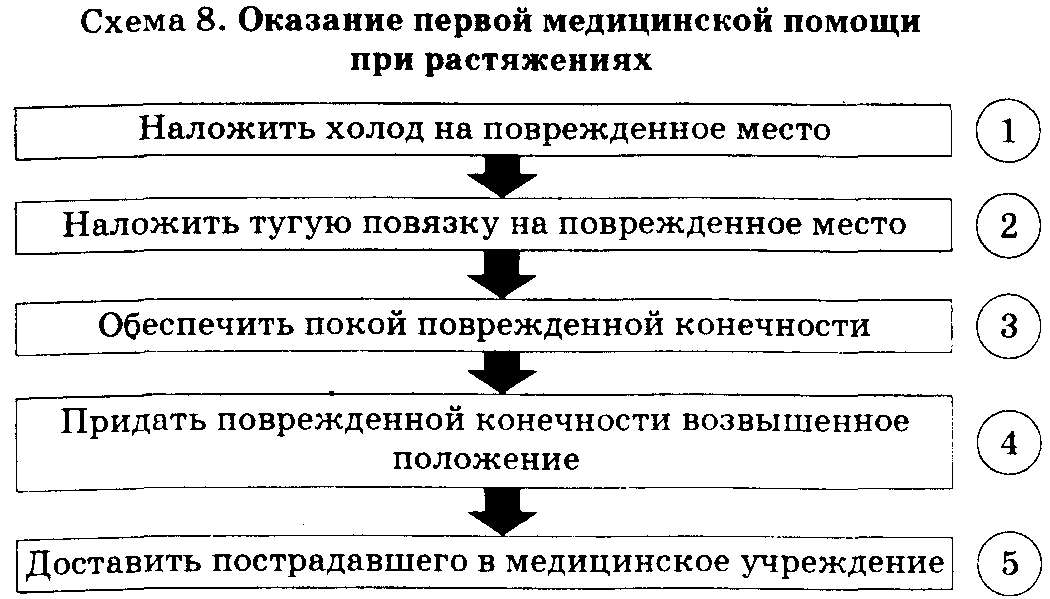 Схема 8. Оказание первой медицинской помощи
при растяжениях
Наложить холод на поврежденное место
1
Наложить тугую повязку на поврежденное место
2
Обеспечить покой поврежденной конечности
3
Придать поврежденной конечности возвышенное
положение
4
Доставить пострадавшего в медицинское учреждение
5